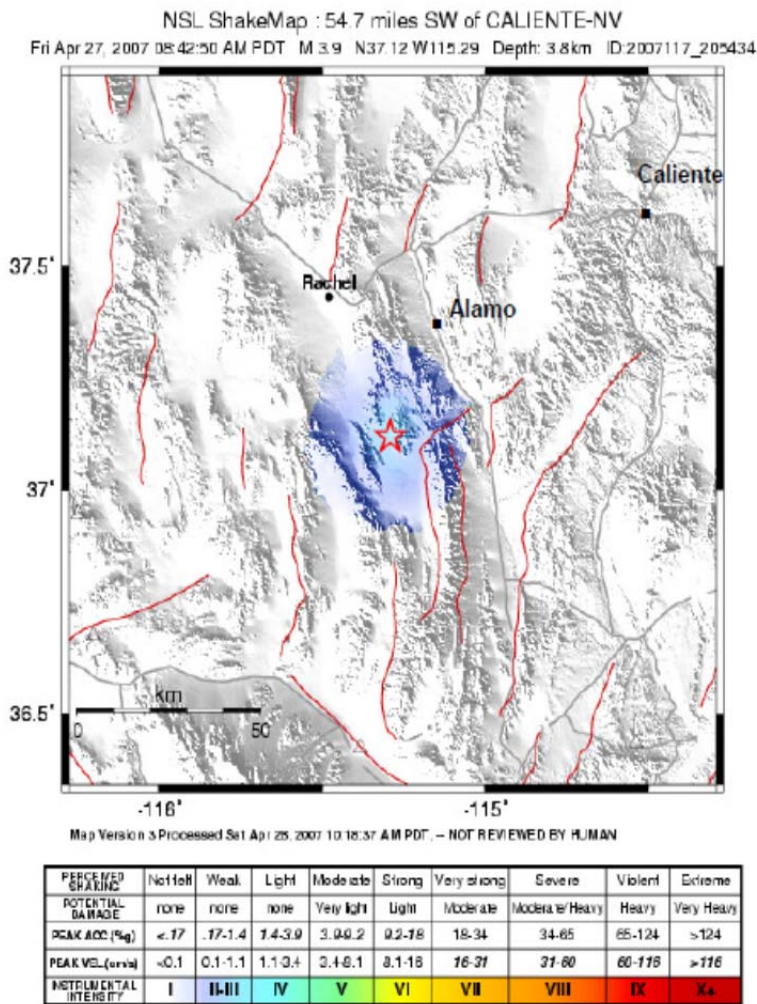 NSL ShakeMap : 54.7 miles SW of CALIENTE-NV
Fri Apr 27, 2007 08:42:50 AM PDT M 3.9 N37.12 W115.29 Depth: 3.8km ID:2007117_205434
Caliente
37.5°
Rachel
Alamo
37°
km
36.5°
0 50
-116° -115°
Map Version 3 Processed Sat Apr 28, 2007 10:18:37 AM PDT, -- NOT REVIEWED BY HUMAN
PERCEIVED SHAKING Not felt Weak Light Moderate Strong Very strong Severe Violent Extreme
POTENTIAL DAMAGE none none none Very light Light Moderate Moderate/Heavy Heavy Very Heavy
PEAK ACC.(%g) <.17 .17-1.4 1.4-3.9 3.9-9.2 9.2-18 18-34 34-65 65-124 >124
PEAK VEL.(cm/s) <0.1 0.1-1.1 1.1-3.4 3.4-8.1 8.1-16 16-31 31-60 60-116 >116
INSTRUMENTAL INTENSITY I II-III IV V VI VII VIII IX X+